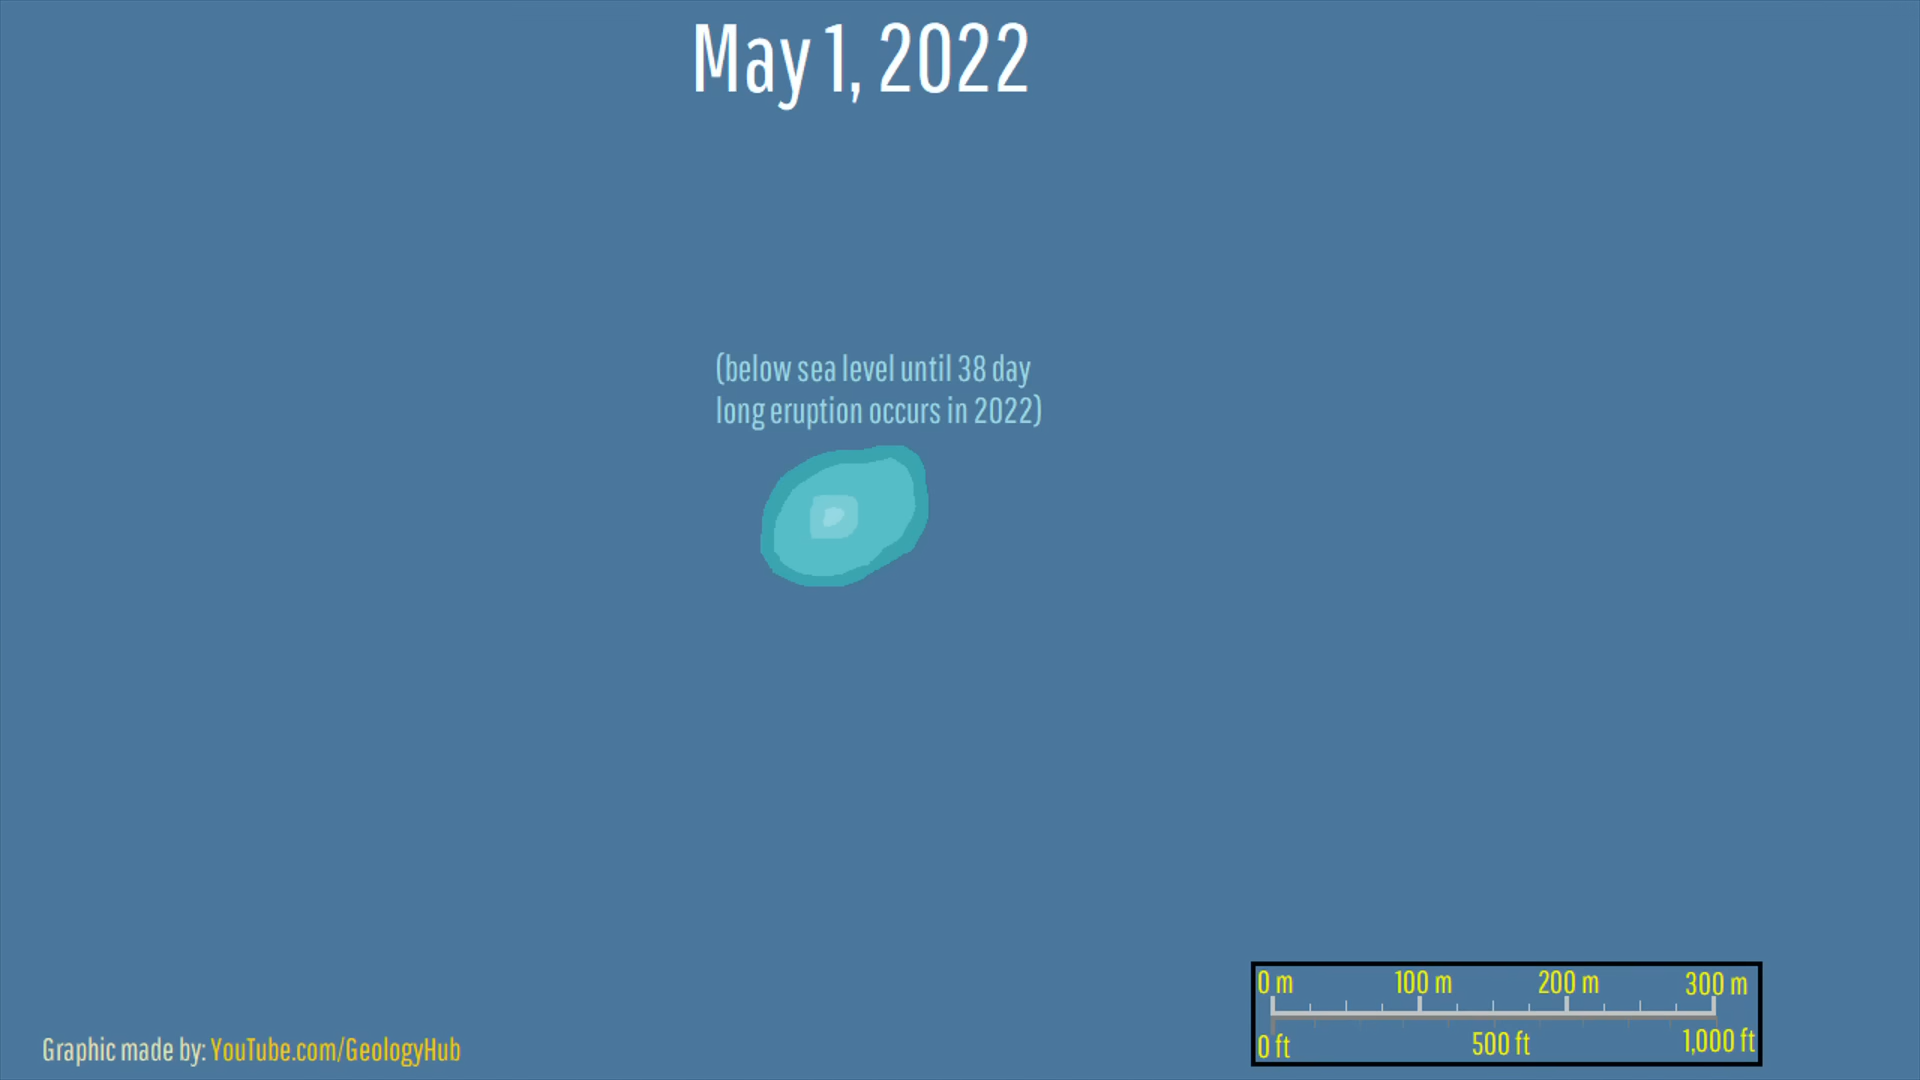 May 1, 2022
(below sea level until 38 day
long eruption occurs in 2022)
0 m 100 m 200 m 300 m
0 ft 500 ft 1,000 ft
Graphic made by: YouTube.com/GeologyHub